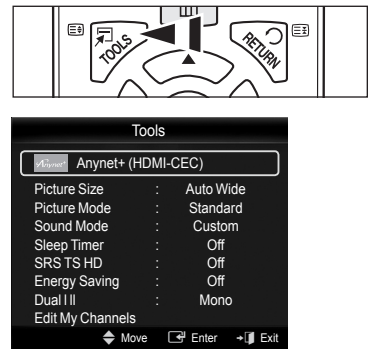 TOOLS
RETURN
Tools
Anynet+ Anynet+ (HDMI-CEC)
Picture Size : Auto Wide
Picture Mode : Standard
Sound Mode : Custom
Sleep Timer : Off
SRS TS HD : Off
Energy Saving : Off
Dual I II : Mono
Edit My Channels
Move Enter Exit